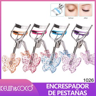 ENCRESPADOR
DE PESTAÑAS
1026